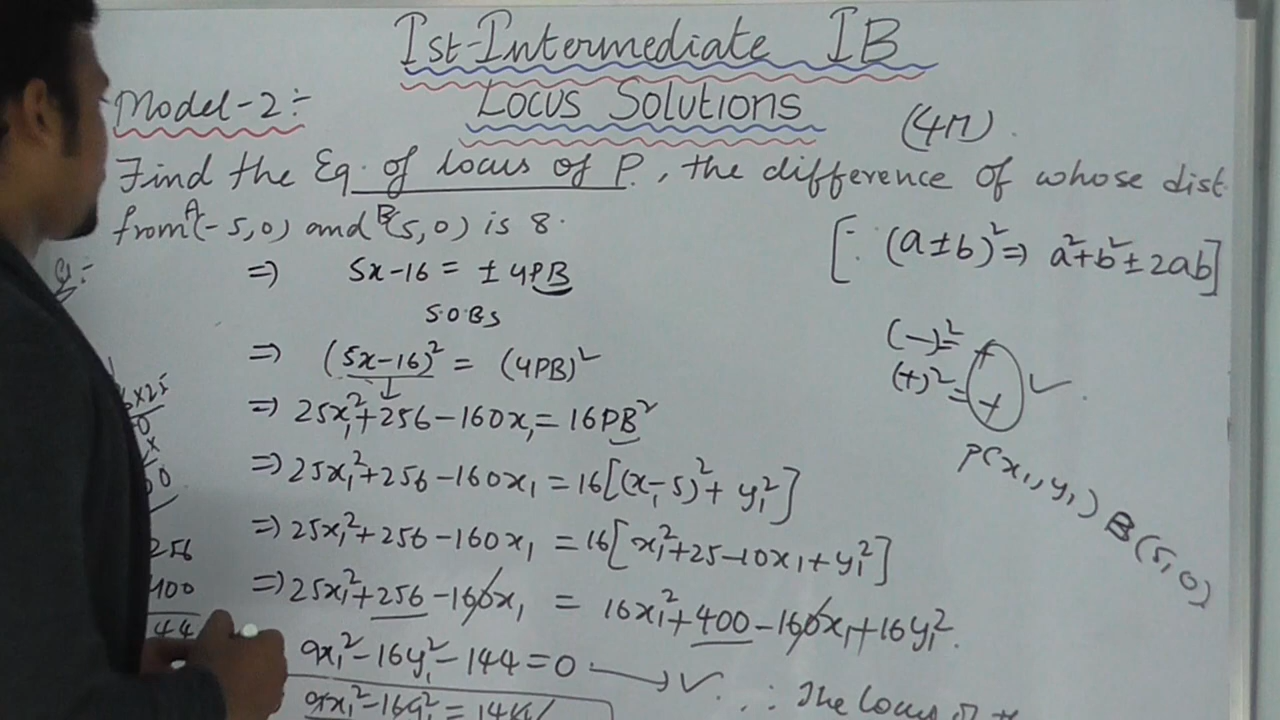 Ist-Intermediate IB
Locus Solutions
Model-2:-
(4M).
Find the Eq. of locus of P., the difference of whose dist
from A(-5,0) and B(5,0) is 8.
[∵ (a±b)² ⇒ a²+b²±2ab]
⇒ 5x-16 = ±4PB
S.O.B.S
⇒ (5x-16)² = (4PB)²
(-)² = +
(+)² = +
⇒ 25x₁²+256-160x₁ = 16PB²
⇒ 25x₁²+256-160x₁ = 16[(x₁-5)²+y₁²]
P(x₁,y₁) B(5,0)
⇒ 25x₁²+256-160x₁ = 16[x₁²+25-10x₁+y₁²]
256
⇒ 25x₁²+256-160x₁ = 16x₁²+400-160x₁+16y₁².
400
44
9x₁²-16y₁²-144=0
∴ The locus of
9x₁²-16y₁²=144